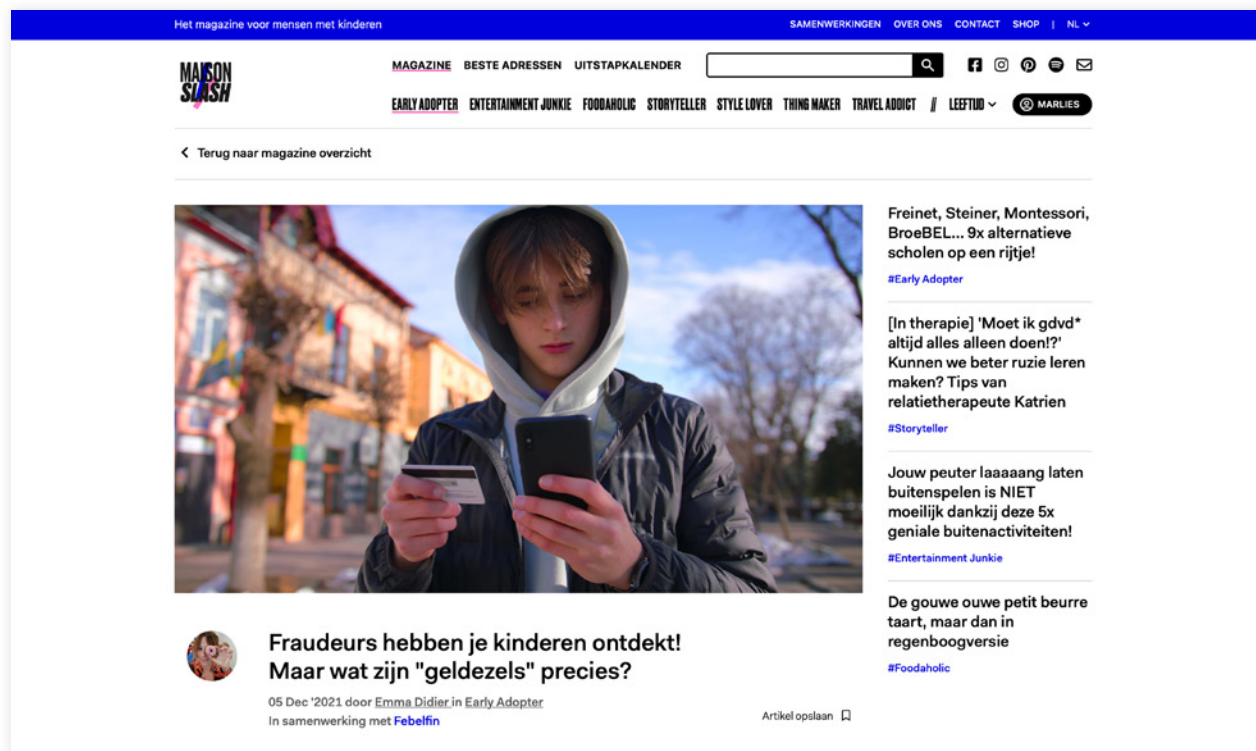 Het magazine voor mensen met kinderen
SAMENWERKINGEN OVER ONS CONTACT SHOP | NL
MAISON
SLASH
MAGAZINE BESTE ADRESSEN UITSTAPKALENDER
EARLY ADOPTER ENTERTAINMENT JUNKIE FOODAHOLIC STORYTELLER STYLE LOVER THING MAKER TRAVEL ADDICT // LEEFTIJD MARLIES
Terug naar magazine overzicht
Freinet, Steiner, Montessori,
BroeBEL... 9x alternatieve
scholen op een rijtje!
#Early Adopter
[In therapie] 'Moet ik gdvd*
altijd alles alleen doen!?'
Kunnen we beter ruzie leren
maken? Tips van
relatietherapeute Katrien
#Storyteller
Jouw peuter laaaaang laten
buitenspelen is NIET
moeilijk dankzij deze 5x
geniale buitenactiviteiten!
#Entertainment Junkie
De gouwe ouwe petit beurre
taart, maar dan in
regenboogversie
#Foodaholic
Fraudeurs hebben je kinderen ontdekt!
Maar wat zijn "geldezels" precies?
05 Dec '2021 door Emma Didier in Early Adopter
In samenwerking met Febelfin
Artikel opslaan